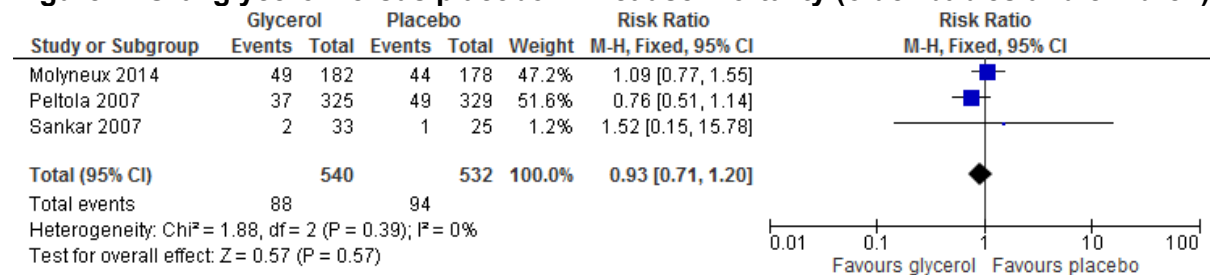 Glycerol Placebo Risk Ratio Risk Ratio
Study or Subgroup Events Total Events Total Weight M-H, Fixed, 95% CI M-H, Fixed, 95% CI
Molyneux 2014 49 182 44 178 47.2% 1.09 [0.77, 1.55]
Peltola 2007 37 325 49 329 51.6% 0.76 [0.51, 1.14]
Sankar 2007 2 33 1 25 1.2% 1.52 [0.15, 15.78]
Total (95% CI) 540 532 100.0% 0.93 [0.71, 1.20]
Total events 88 94
Heterogeneity: Chi² = 1.88, df = 2 (P = 0.39); I² = 0%
Test for overall effect: Z = 0.57 (P = 0.57)
0.01 0.1 1 10 100
Favours glycerol Favours placebo